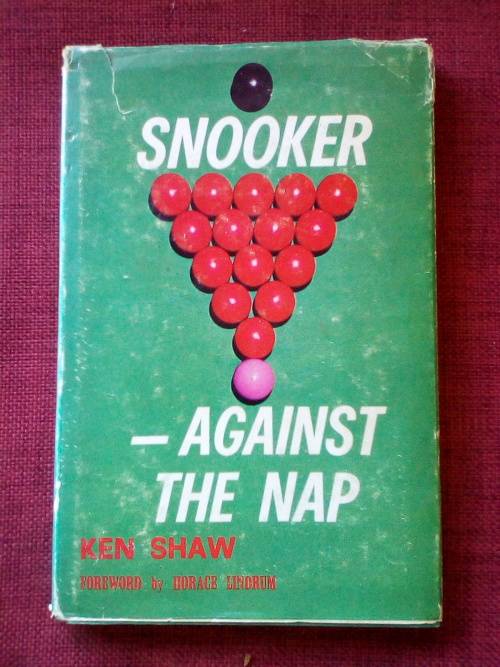 SNOOKER
– AGAINST
THE NAP
KEN SHAW
FOREWORD by HORACE LINDRUM